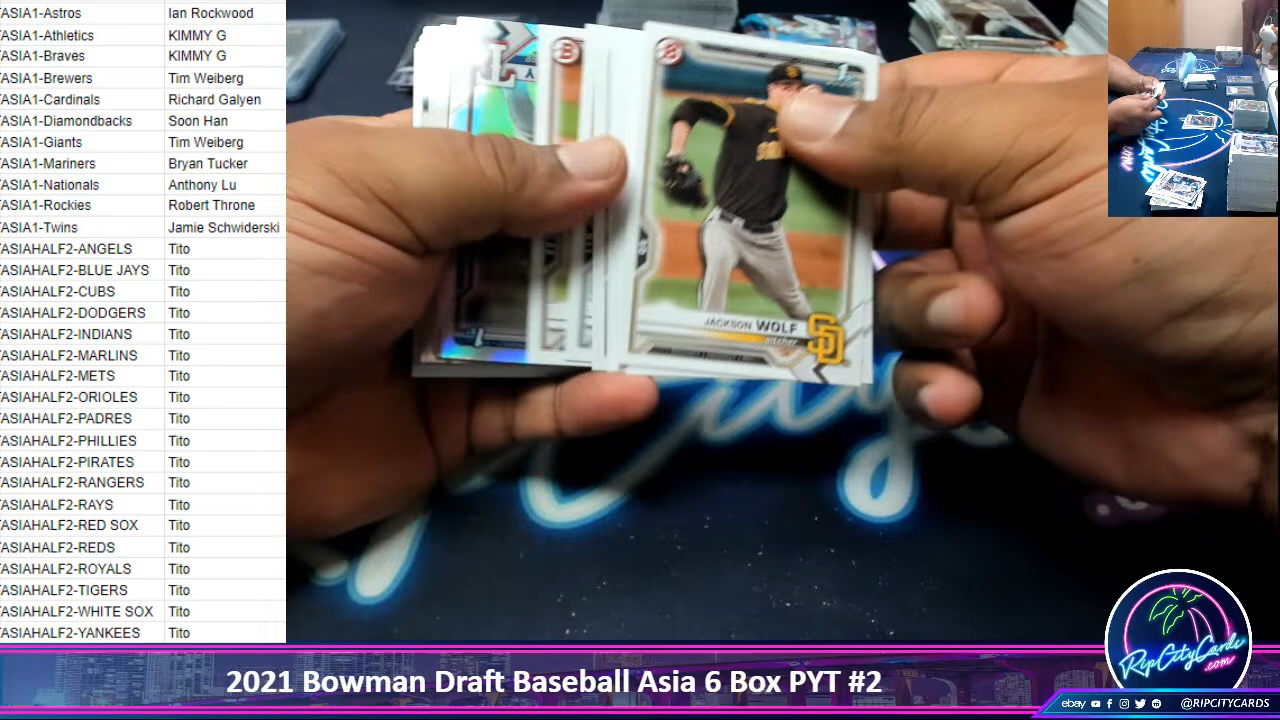 ASIA1-Astros Ian Rockwood
ASIA1-Athletics KIMMY G
ASIA1-Braves KIMMY G
ASIA1-Brewers Tim Weiberg
ASIA1-Cardinals Richard Galyen
ASIA1-Diamondbacks Soon Han
ASIA1-Giants Tim Weiberg
ASIA1-Mariners Bryan Tucker
ASIA1-Nationals Anthony Lu
ASIA1-Rockies Robert Throne
ASIA1-Twins Jamie Schwiderski
ASIAHALF2-ANGELS Tito
ASIAHALF2-BLUE JAYS Tito
ASIAHALF2-CUBS Tito
ASIAHALF2-DODGERS Tito
ASIAHALF2-INDIANS Tito
ASIAHALF2-MARLINS Tito
ASIAHALF2-METS Tito
ASIAHALF2-ORIOLES Tito
ASIAHALF2-PADRES Tito
ASIAHALF2-PHILLIES Tito
ASIAHALF2-PIRATES Tito
ASIAHALF2-RANGERS Tito
ASIAHALF2-RAYS Tito
ASIAHALF2-RED SOX Tito
ASIAHALF2-REDS Tito
ASIAHALF2-ROYALS Tito
ASIAHALF2-TIGERS Tito
ASIAHALF2-WHITE SOX Tito
ASIAHALF2-YANKEES Tito
JACKSON WOLF
pitcher
SD
City
2021 Bowman Draft Baseball Asia 6 Box PYT #2
RipCityCards
.com
ebay @RIPCITYCARDS